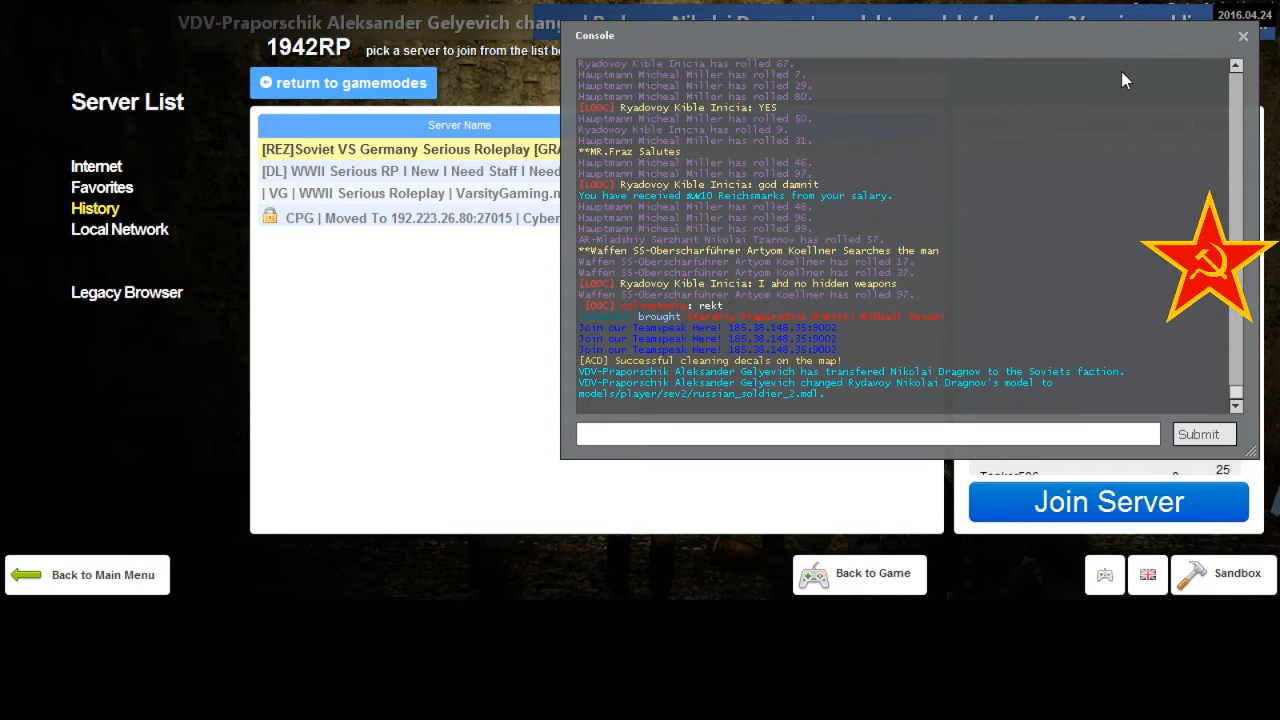 VDV-Praporschik Aleksander Gelyevich chang
2016.04.24
1942RP pick a server to join from the list b
return to gamemodes
Server List
Internet
Favorites
History
Local Network
Legacy Browser
Server Name
[REZ]Soviet VS Germany Serious Roleplay [GRA
[DL] WWII Serious RP I New I Need Staff I Need
| VG | WWII Serious Roleplay | VarsityGaming.n
CPG | Moved To 192.223.26.80:27015 | Cyber
Console
Ryadovoy Kible Inicia has rolled 67.
Hauptmann Micheal Miller has rolled 7.
Hauptmann Micheal Miller has rolled 29.
Hauptmann Micheal Miller has rolled 80.
[LOOC] Ryadovoy Kible Inicia: YES
Hauptmann Micheal Miller has rolled 50.
Ryadovoy Kible Inicia has rolled 9.
Hauptmann Micheal Miller has rolled 31.
**MR.Fraz Salutes
Hauptmann Micheal Miller has rolled 46.
Hauptmann Micheal Miller has rolled 97.
[LOOC] Ryadovoy Kible Inicia: god damnit
You have received 10 Reichsmarks from your salary.
Hauptmann Micheal Miller has rolled 48.
Hauptmann Micheal Miller has rolled 96.
Hauptmann Micheal Miller has rolled 99.
AR-Mladshiy Serzhant Nikolai Tzarnov has rolled 57.
**Waffen SS-Oberscharführer Artyom Koellner Searches the man
Waffen SS-Oberscharführer Artyom Koellner has rolled 17.
Waffen SS-Oberscharführer Artyom Koellner has rolled 37.
[LOOC] Ryadovoy Kible Inicia: I ahd no hidden weapons
Waffen SS-Oberscharführer Artyom Koellner has rolled 97.
[OOC] : rekt
brought Starshiy Praporschik Dimitri Mikhail
Join our Teamspeak Here! 185.38.148.35:9002
Join our Teamspeak Here! 185.38.148.35:9002
Join our Teamspeak Here! 185.38.148.35:9002
[ACD] Successful cleaning decals on the map!
VDV-Praporschik Aleksander Gelyevich has transfered Nikolai Dragnov to the Soviets faction.
VDV-Praporschik Aleksander Gelyevich changed Rydavoy Nikolai Dragnov's model to
models/player/sev2/russian_soldier_2.mdl.
Submit
25
Join Server
Back to Main Menu
Back to Game
Sandbox